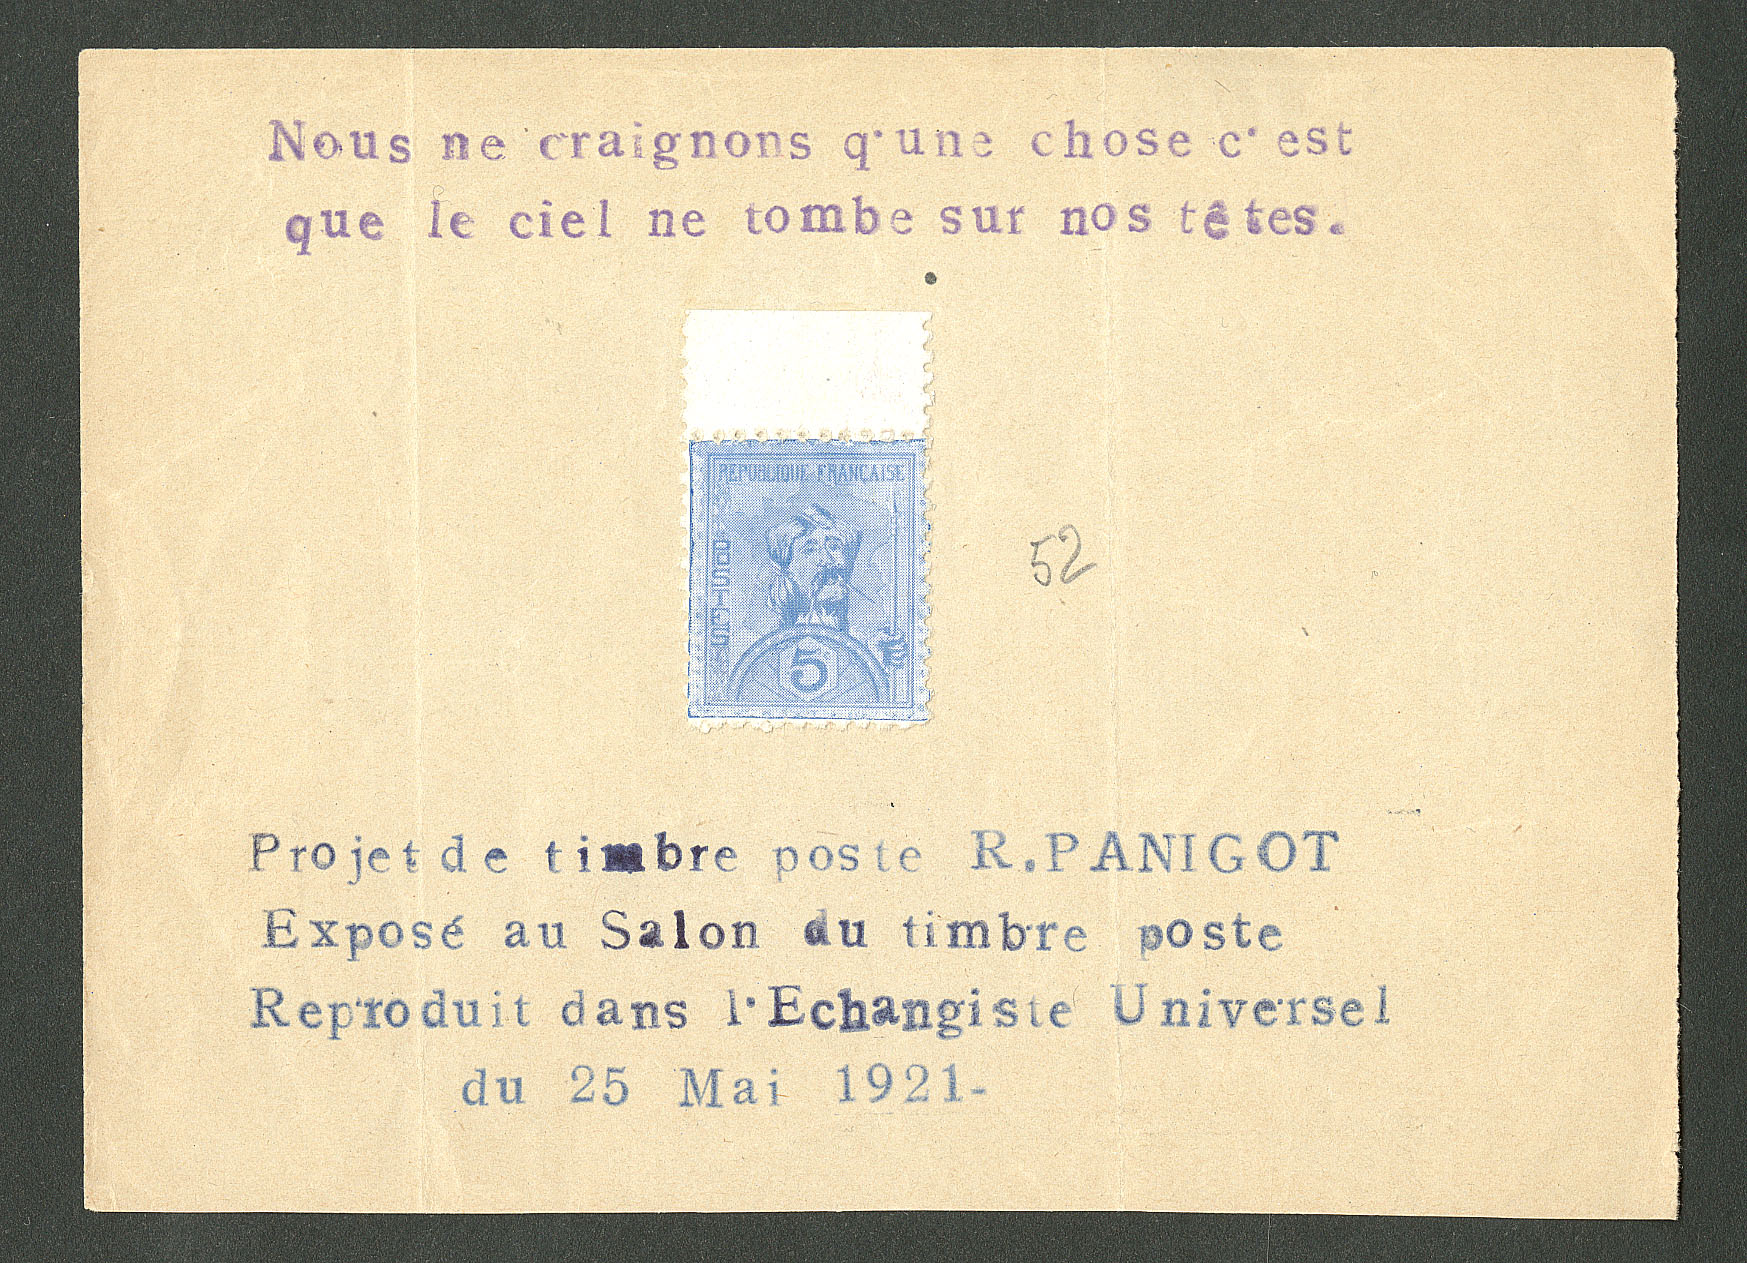 Nous ne craignons q'une chose c'est
que le ciel ne tombe sur nos têtes.
REPUBLIQUE FRANÇAISE
POSTES
5
52
Projet de timbre poste R.PANIGOT
Exposé au Salon du timbre poste
Reproduit dans l'Echangiste Universel
du 25 Mai 1921-